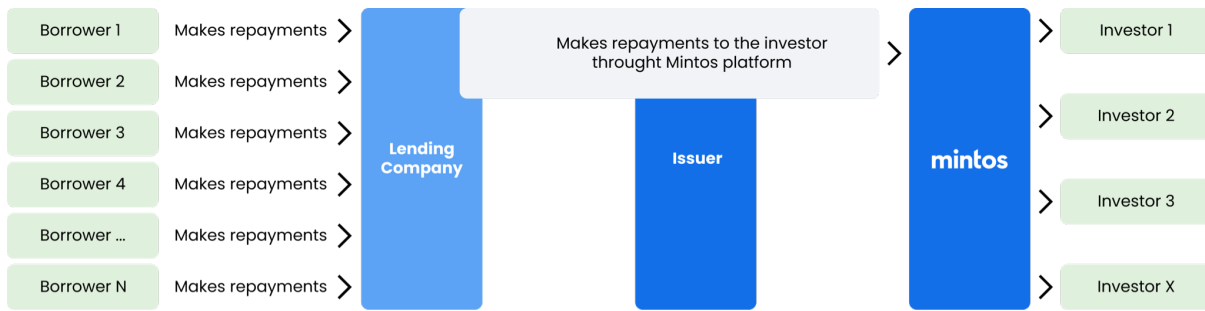 Borrower 1 Makes repayments
Borrower 2 Makes repayments
Borrower 3 Makes repayments
Borrower 4 Makes repayments
Borrower ... Makes repayments
Borrower N Makes repayments
Lending
Company
Makes repayments to the investor
throught Mintos platform
Issuer
mintos
Investor 1
Investor 2
Investor 3
Investor X